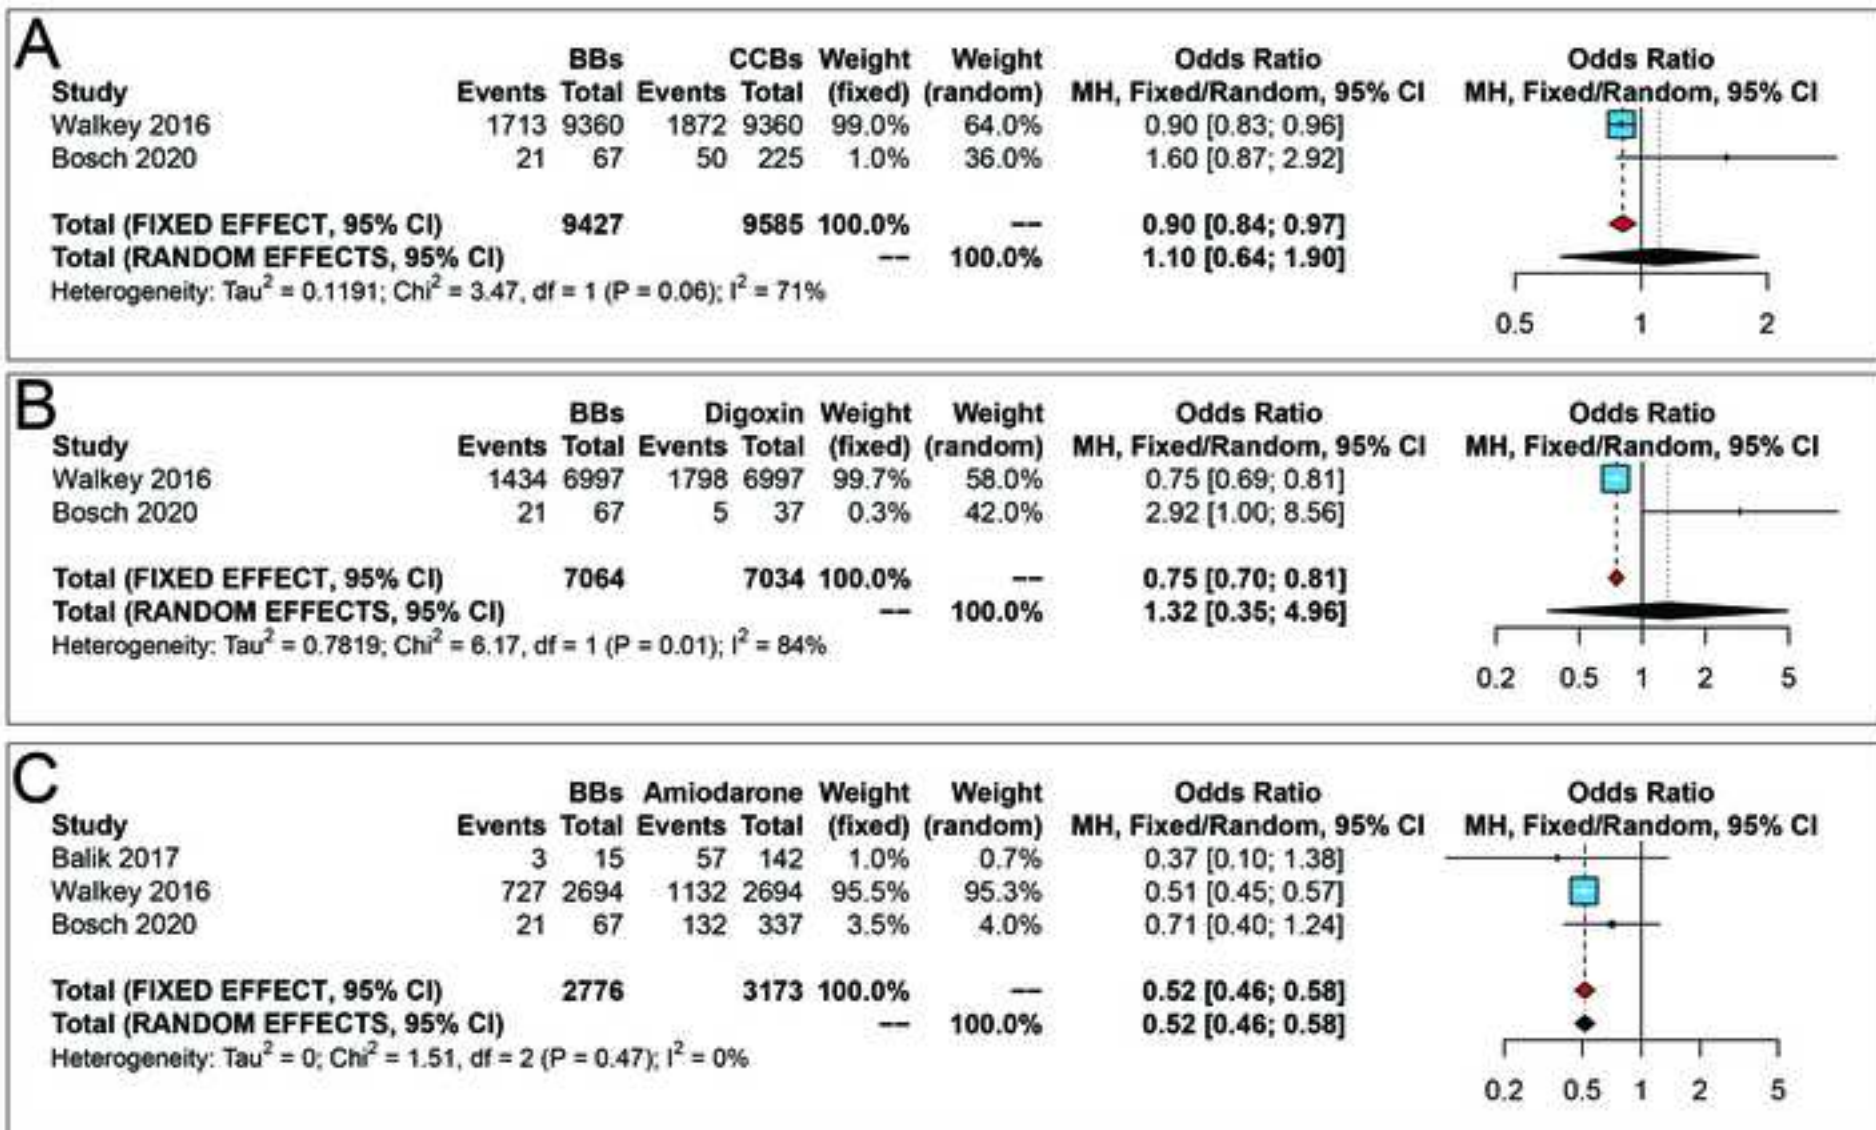 A
BBs CCBs Weight Weight Odds Ratio Odds Ratio
Study Events Total Events Total (fixed) (random) MH, Fixed/Random, 95% CI MH, Fixed/Random, 95% CI
Walkey 2016 1713 9360 1872 9360 99.0% 64.0% 0.90 [0.83; 0.96]
Bosch 2020 21 67 50 225 1.0% 36.0% 1.60 [0.87; 2.92]
Total (FIXED EFFECT, 95% CI) 9427 9585 100.0% −− 0.90 [0.84; 0.97]
Total (RANDOM EFFECTS, 95% CI) −− 100.0% 1.10 [0.64; 1.90]
Heterogeneity: Tau² = 0.1191; Chi² = 3.47, df = 1 (P = 0.06); I² = 71%
0.5 1 2
B
BBs Digoxin Weight Weight Odds Ratio Odds Ratio
Study Events Total Events Total (fixed) (random) MH, Fixed/Random, 95% CI MH, Fixed/Random, 95% CI
Walkey 2016 1434 6997 1798 6997 99.7% 58.0% 0.75 [0.69; 0.81]
Bosch 2020 21 67 5 37 0.3% 42.0% 2.92 [1.00; 8.56]
Total (FIXED EFFECT, 95% CI) 7064 7034 100.0% −− 0.75 [0.70; 0.81]
Total (RANDOM EFFECTS, 95% CI) −− 100.0% 1.32 [0.35; 4.96]
Heterogeneity: Tau² = 0.7819; Chi² = 6.17, df = 1 (P = 0.01); I² = 84%
0.2 0.5 1 2 5
C
BBs Amiodarone Weight Weight Odds Ratio Odds Ratio
Study Events Total Events Total (fixed) (random) MH, Fixed/Random, 95% CI MH, Fixed/Random, 95% CI
Balik 2017 3 15 57 142 1.0% 0.7% 0.37 [0.10; 1.38]
Walkey 2016 727 2694 1132 2694 95.5% 95.3% 0.51 [0.45; 0.57]
Bosch 2020 21 67 132 337 3.5% 4.0% 0.71 [0.40; 1.24]
Total (FIXED EFFECT, 95% CI) 2776 3173 100.0% −− 0.52 [0.46; 0.58]
Total (RANDOM EFFECTS, 95% CI) −− 100.0% 0.52 [0.46; 0.58]
Heterogeneity: Tau² = 0; Chi² = 1.51, df = 2 (P = 0.47); I² = 0%
0.2 0.5 1 2 5